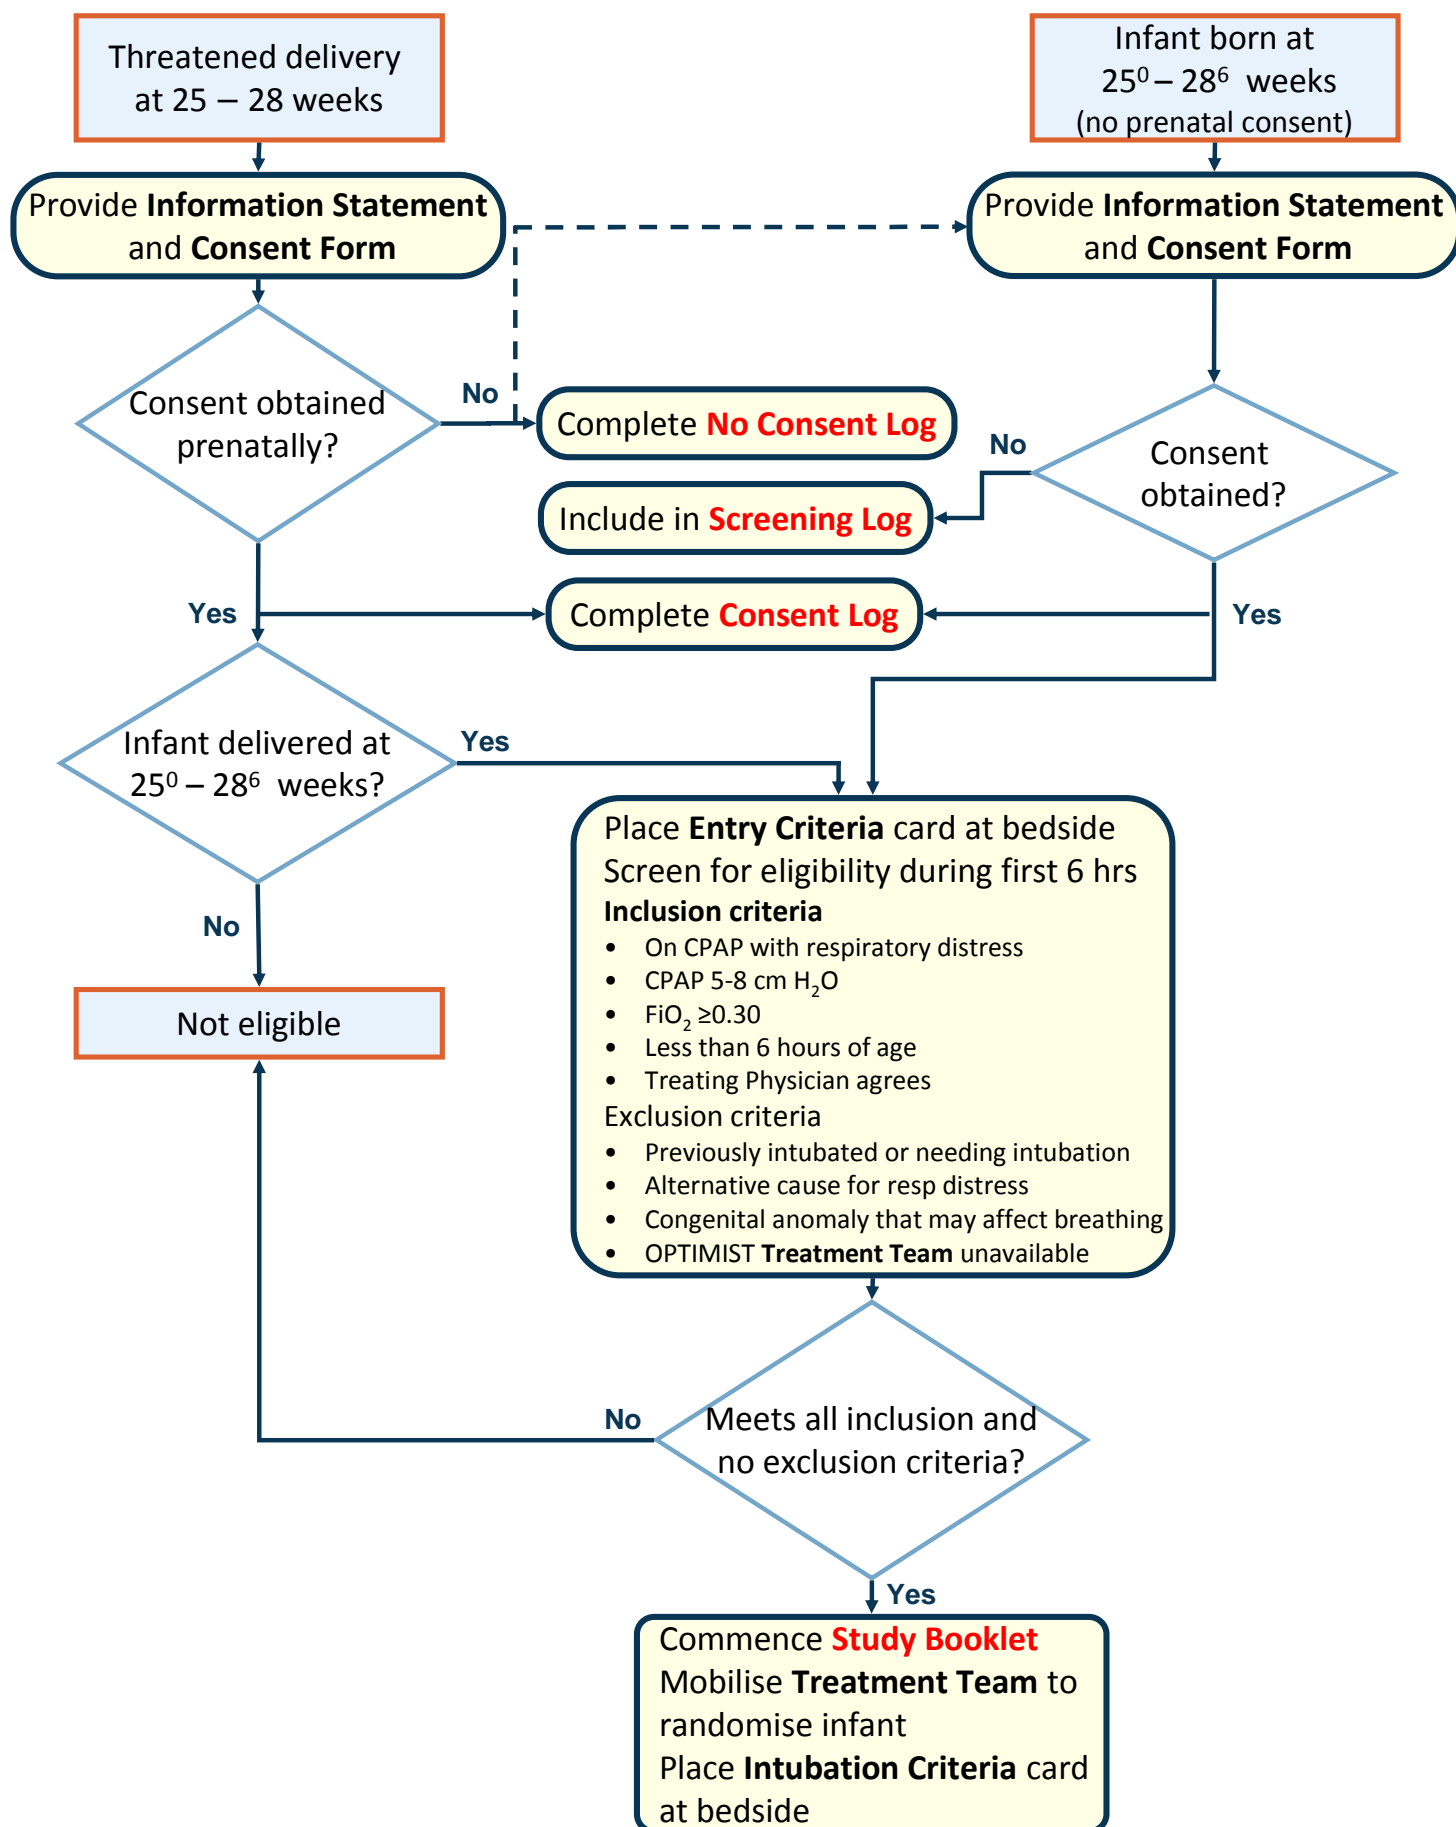 Threatened delivery
at 25 – 28 weeks
Infant born at
25⁰ – 28⁶ weeks
(no prenatal consent)
Provide Information Statement
and Consent Form
Provide Information Statement
and Consent Form
Consent obtained
prenatally?
No
Complete No Consent Log
No
Consent
obtained?
Include in Screening Log
Yes
Complete Consent Log
Yes
Infant delivered at
25⁰ – 28⁶ weeks?
Yes
No
Not eligible
Place Entry Criteria card at bedside
Screen for eligibility during first 6 hrs
Inclusion criteria
• On CPAP with respiratory distress
• CPAP 5-8 cm H₂O
• FiO₂ ≥0.30
• Less than 6 hours of age
• Treating Physician agrees
Exclusion criteria
• Previously intubated or needing intubation
• Alternative cause for resp distress
• Congenital anomaly that may affect breathing
• OPTIMIST Treatment Team unavailable
No
Meets all inclusion and
no exclusion criteria?
Yes
Commence Study Booklet
Mobilise Treatment Team to
randomise infant
Place Intubation Criteria card
at bedside